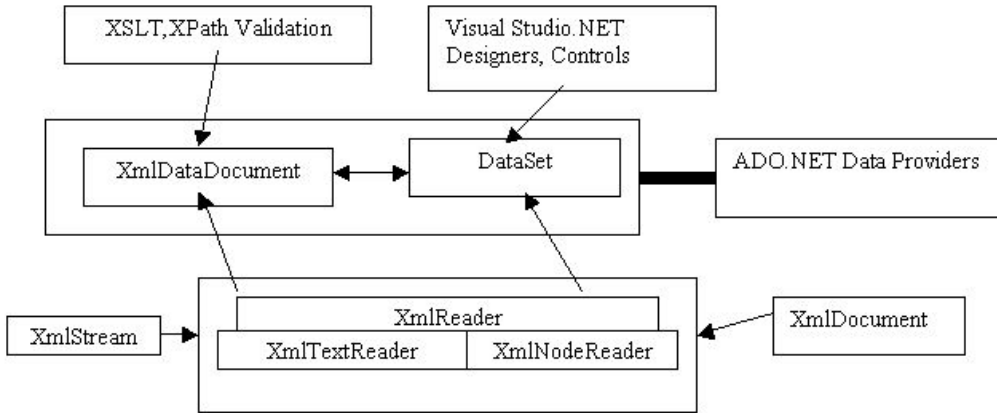 XSLT,XPath Validation
Visual Studio.NET
Designers, Controls
XmlDataDocument
DataSet
ADO.NET Data Providers
XmlReader
XmlStream
XmlTextReader
XmlNodeReader
XmlDocument